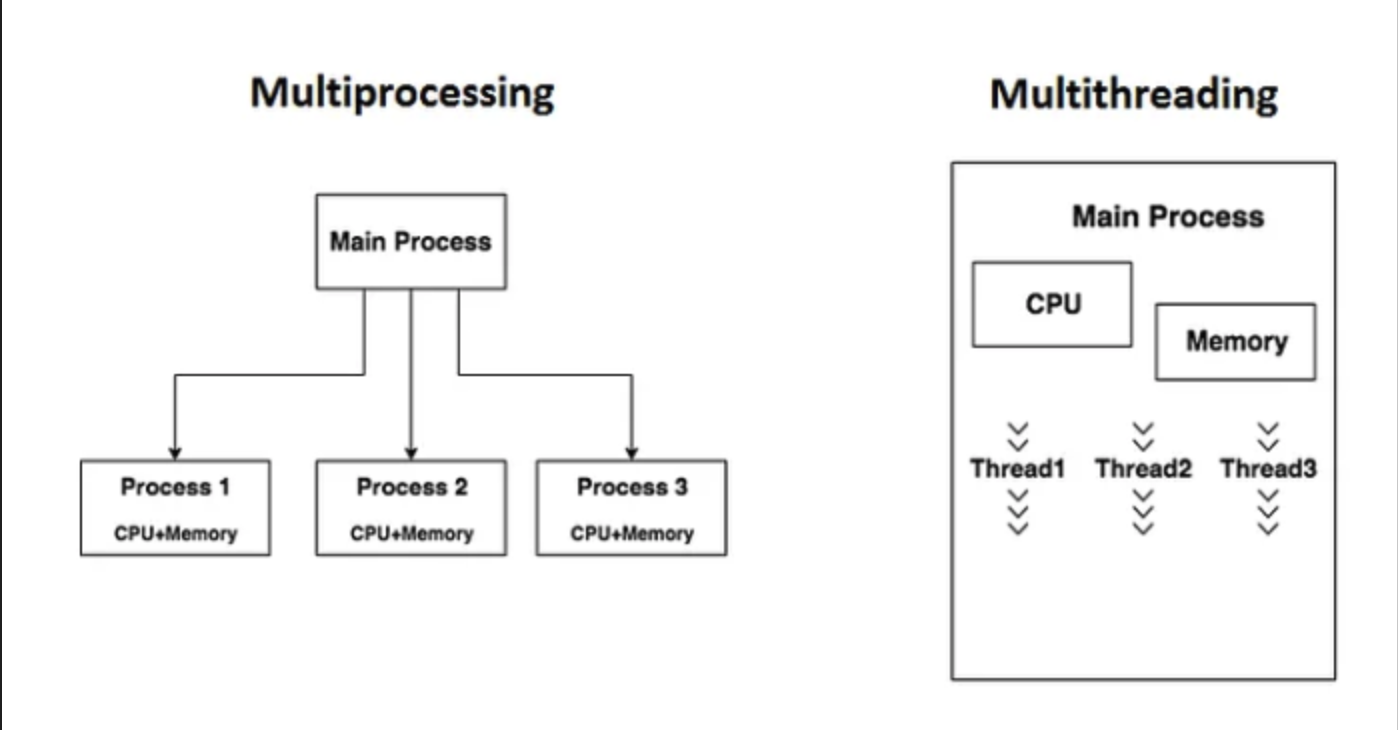 Multiprocessing
Main Process
Process 1
CPU+Memory
Process 2
CPU+Memory
Process 3
CPU+Memory
Multithreading
Main Process
CPU
Memory
Thread1
Thread2
Thread3